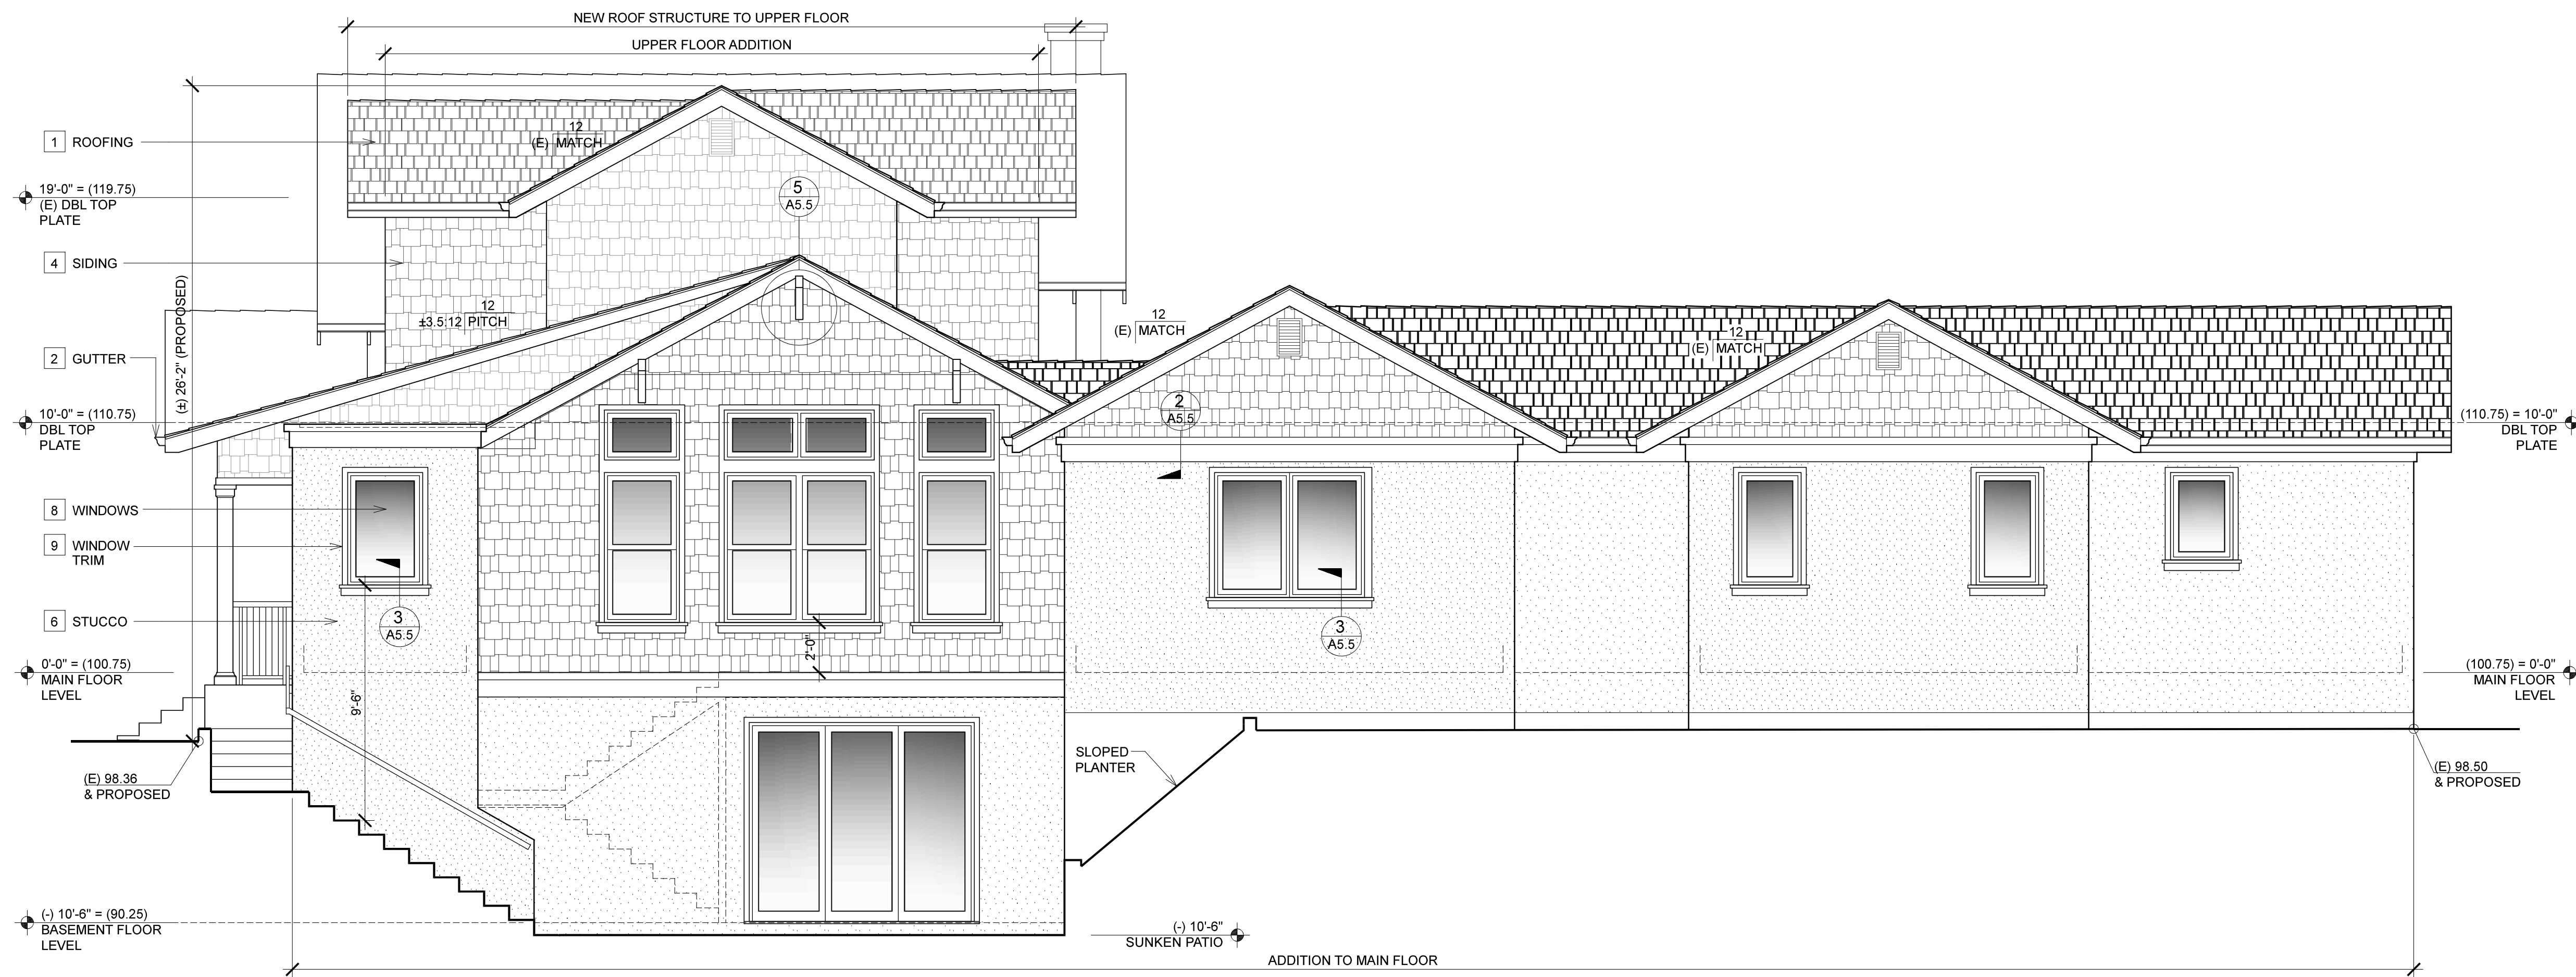 NEW ROOF STRUCTURE TO UPPER FLOOR
UPPER FLOOR ADDITION
1 ROOFING
12
(E) MATCH
19'-0" = (119.75)
(E) DBL TOP
PLATE
5
A5.5
4 SIDING
(±) 26'-2" (PROPOSED)
12
±3.5:12 PITCH
12
(E) MATCH
12
(E) MATCH
2 GUTTER
10'-0" = (110.75)
DBL TOP
PLATE
2
A5.5
(110.75) = 10'-0"
DBL TOP
PLATE
8 WINDOWS
9 WINDOW
TRIM
6 STUCCO
3
A5.5
2'-0"
3
A5.5
0'-0" = (100.75)
MAIN FLOOR
LEVEL
9'-6"
(100.75) = 0'-0"
MAIN FLOOR
LEVEL
SLOPED
PLANTER
(E) 98.36
& PROPOSED
(E) 98.50
& PROPOSED
(-) 10'-6" = (90.25)
BASEMENT FLOOR
LEVEL
(-) 10'-6"
SUNKEN PATIO
ADDITION TO MAIN FLOOR